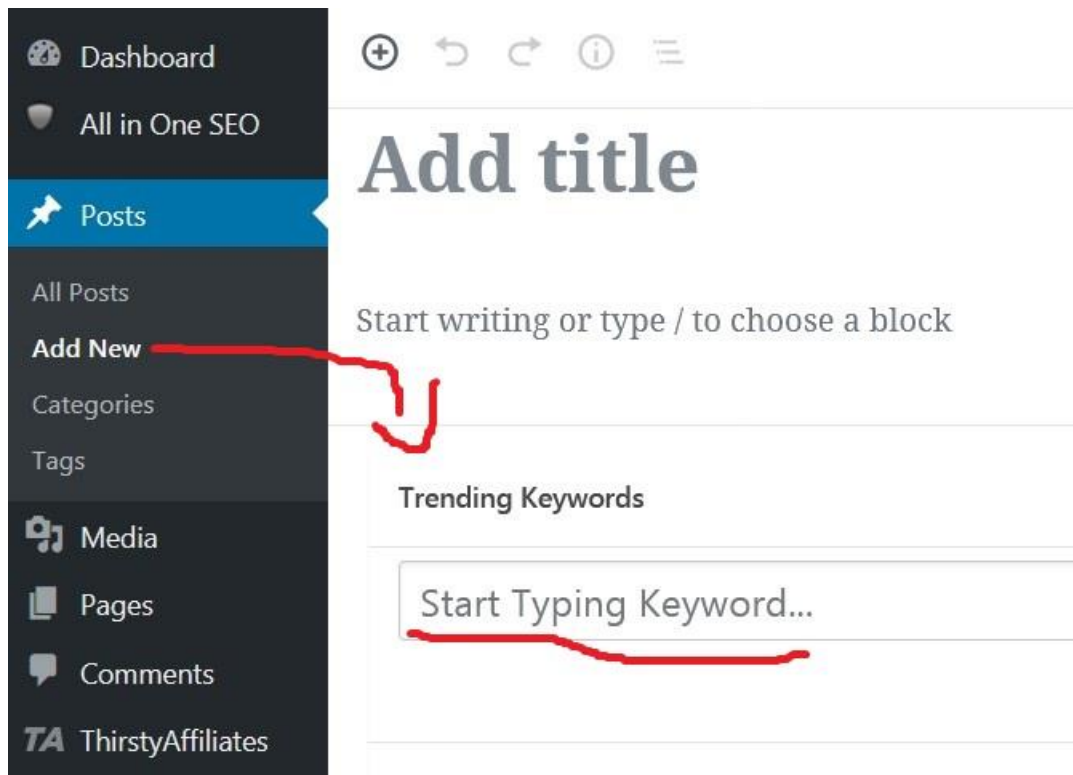 Dashboard
All in One SEO
Posts
All Posts
Add New
Categories
Tags
Media
Pages
Comments
TA ThirstyAffiliates
Add title
Start writing or type / to choose a block
Trending Keywords
Start Typing Keyword...